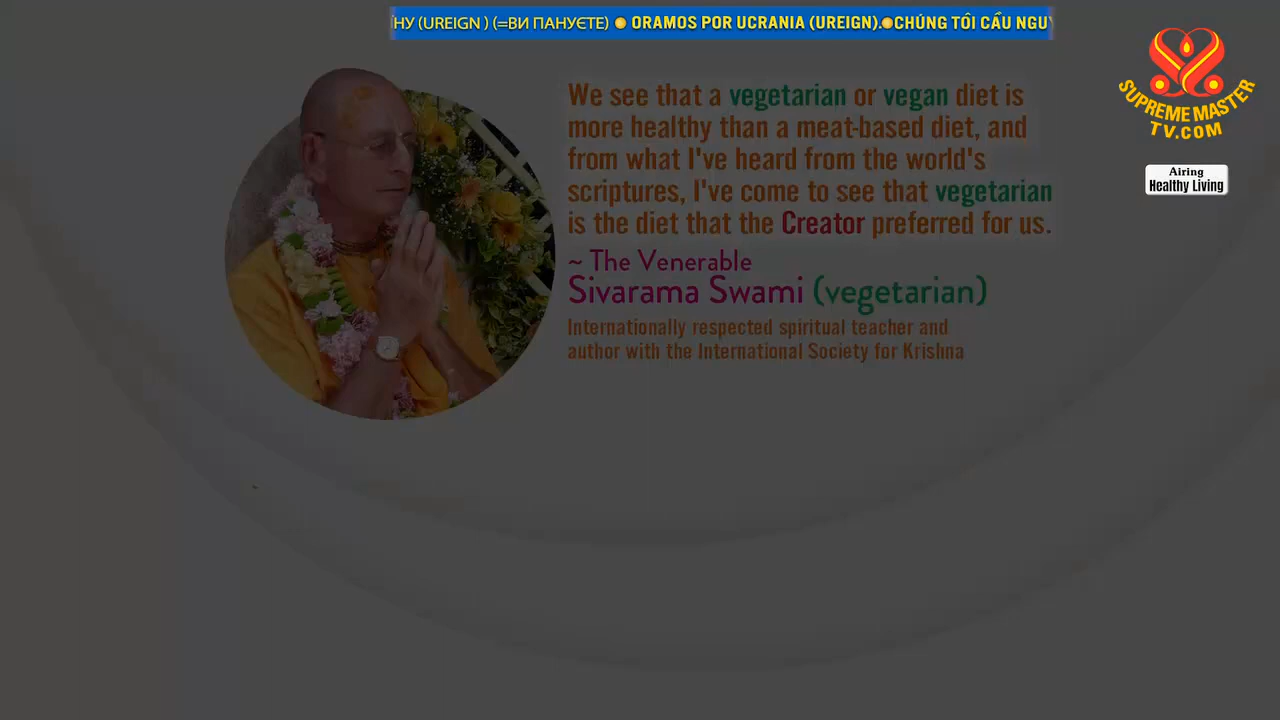 НУ (UREIGN ) (=ВИ ПАНУЄТЕ) ● ORAMOS POR UCRANIA (UREIGN).●CHÚNG TÔI CẦU NGU
SUPREME MASTER
TV.COM
Airing
Healthy Living
We see that a vegetarian or vegan diet is
more healthy than a meat-based diet, and
from what I've heard from the world's
scriptures, I've come to see that vegetarian
is the diet that the Creator preferred for us.
~ The Venerable
Sivarama Swami (vegetarian)
Internationally respected spiritual teacher and
author with the International Society for Krishna